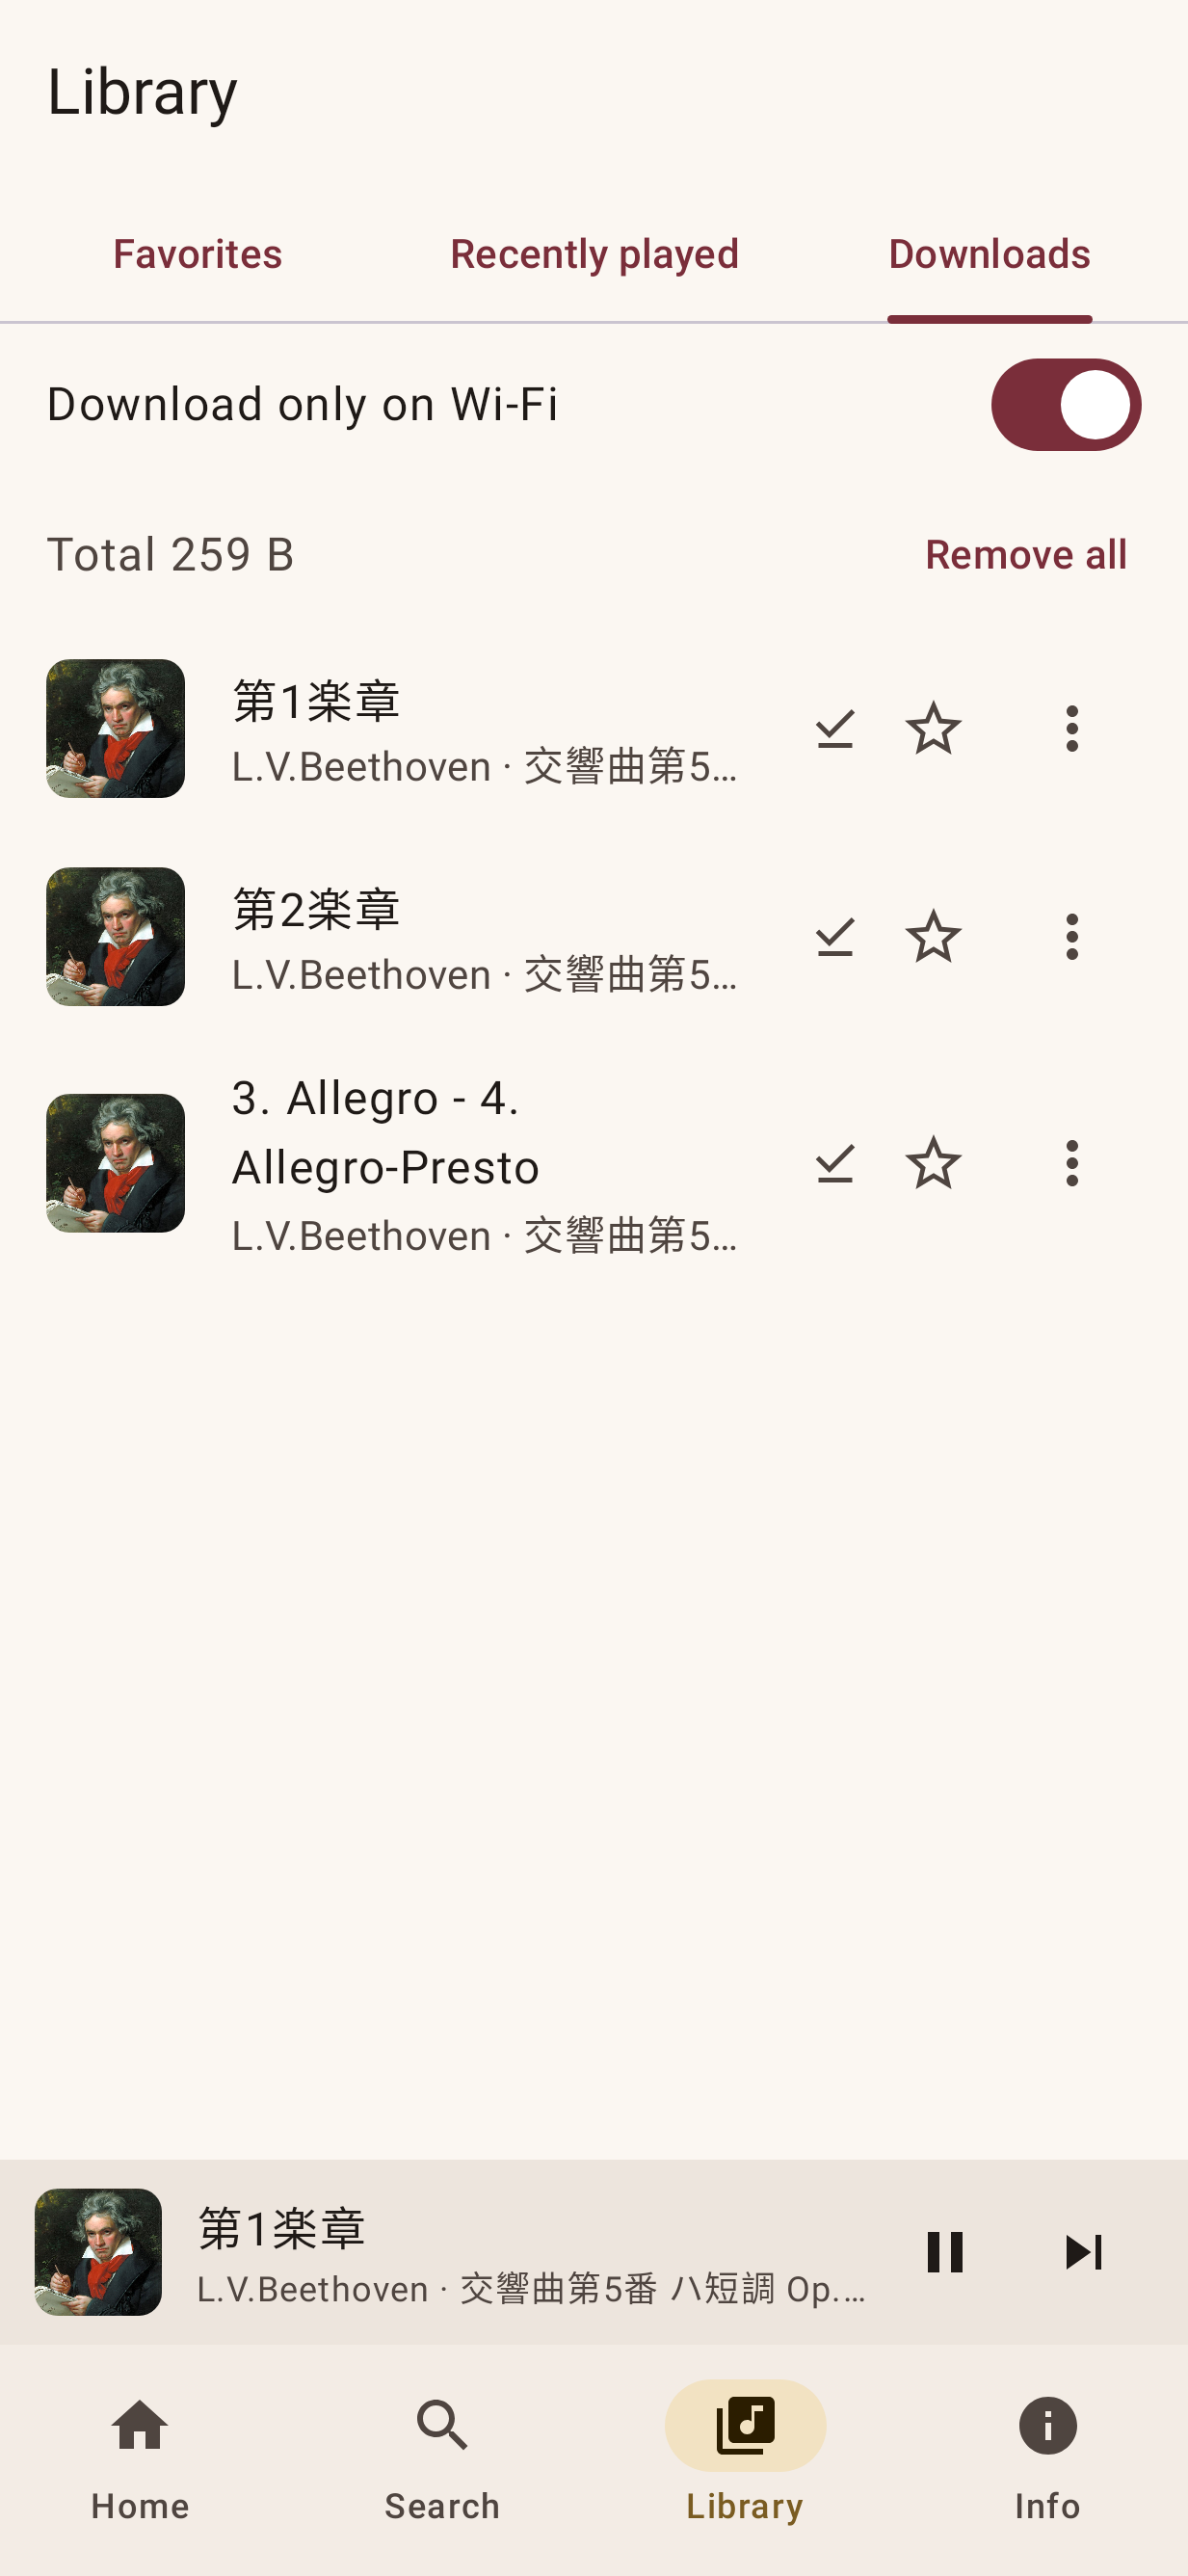 Library
Favorites
Recently played
Downloads
Download only on Wi-Fi
Total 259 B
Remove all
第1楽章
L.V.Beethoven · 交響曲第5…
第2楽章
L.V.Beethoven · 交響曲第5…
3. Allegro - 4.
Allegro-Presto
L.V.Beethoven · 交響曲第5…
第1楽章
L.V.Beethoven · 交響曲第5番 ハ短調 Op.…
Home
Search
Library
Info